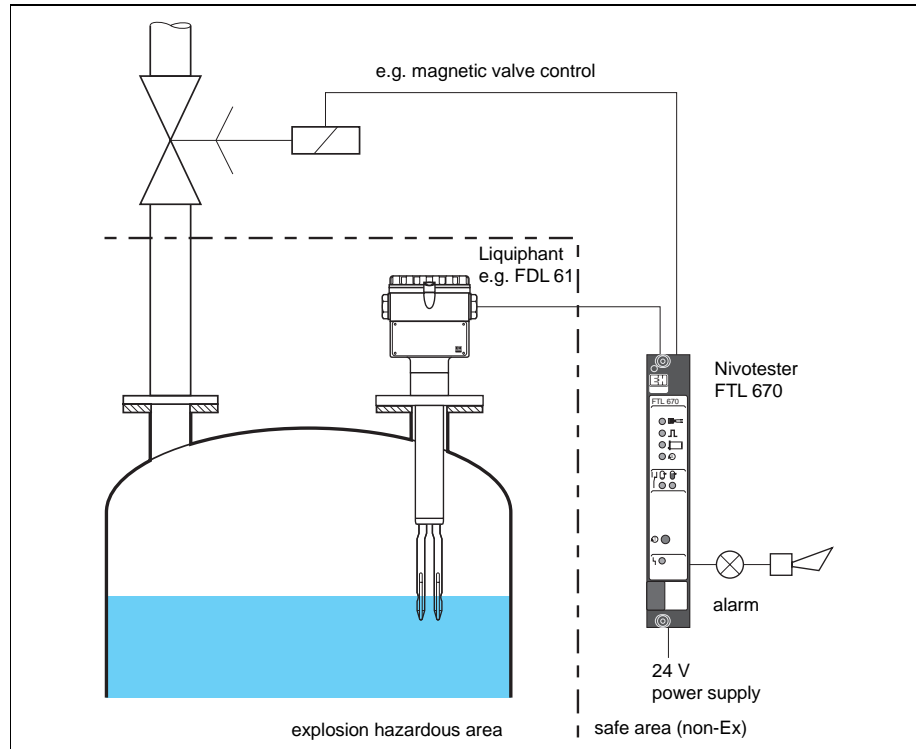 e.g. magnetic valve control
Liquiphant
e.g. FDL 61
Nivotester
FTL 670
EH
FTL 670
alarm
24 V
power supply
explosion hazardous area
safe area (non-Ex)